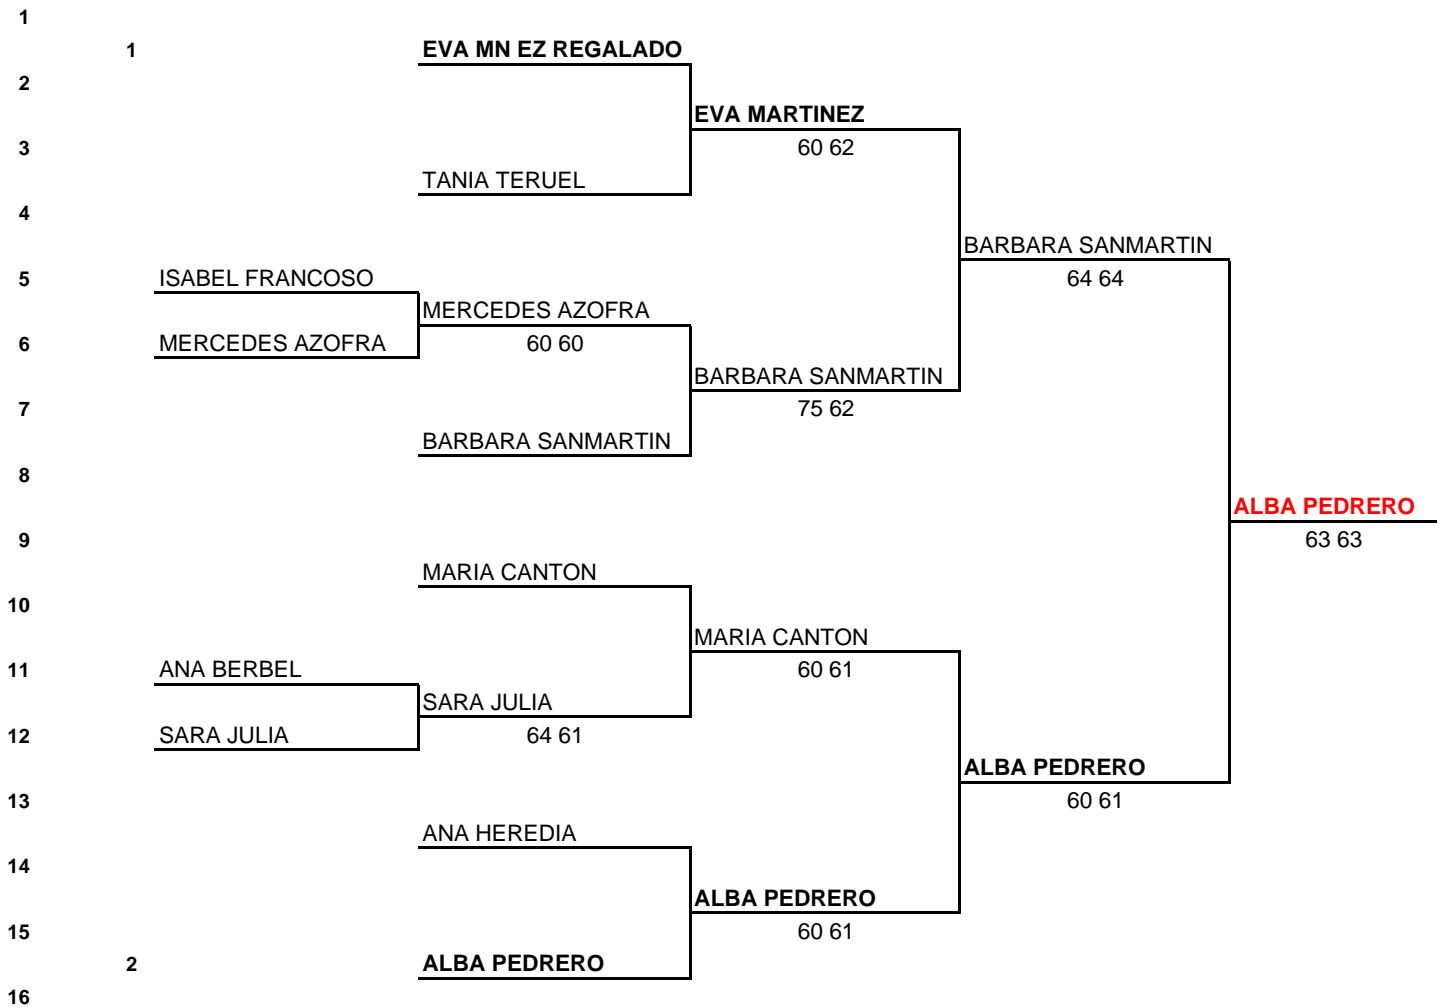 1
1 EVA MN EZ REGALADO
2
EVA MARTINEZ
3 60 62
TANIA TERUEL
4
BARBARA SANMARTIN
5 ISABEL FRANCOSO 64 64
MERCEDES AZOFRA
6 MERCEDES AZOFRA 60 60
BARBARA SANMARTIN
7 75 62
BARBARA SANMARTIN
8
ALBA PEDRERO
9 63 63
MARIA CANTON
10
MARIA CANTON
11 ANA BERBEL 60 61
SARA JULIA
12 SARA JULIA 64 61
ALBA PEDRERO
13 60 61
ANA HEREDIA
14
ALBA PEDRERO
15 60 61
2 ALBA PEDRERO
16